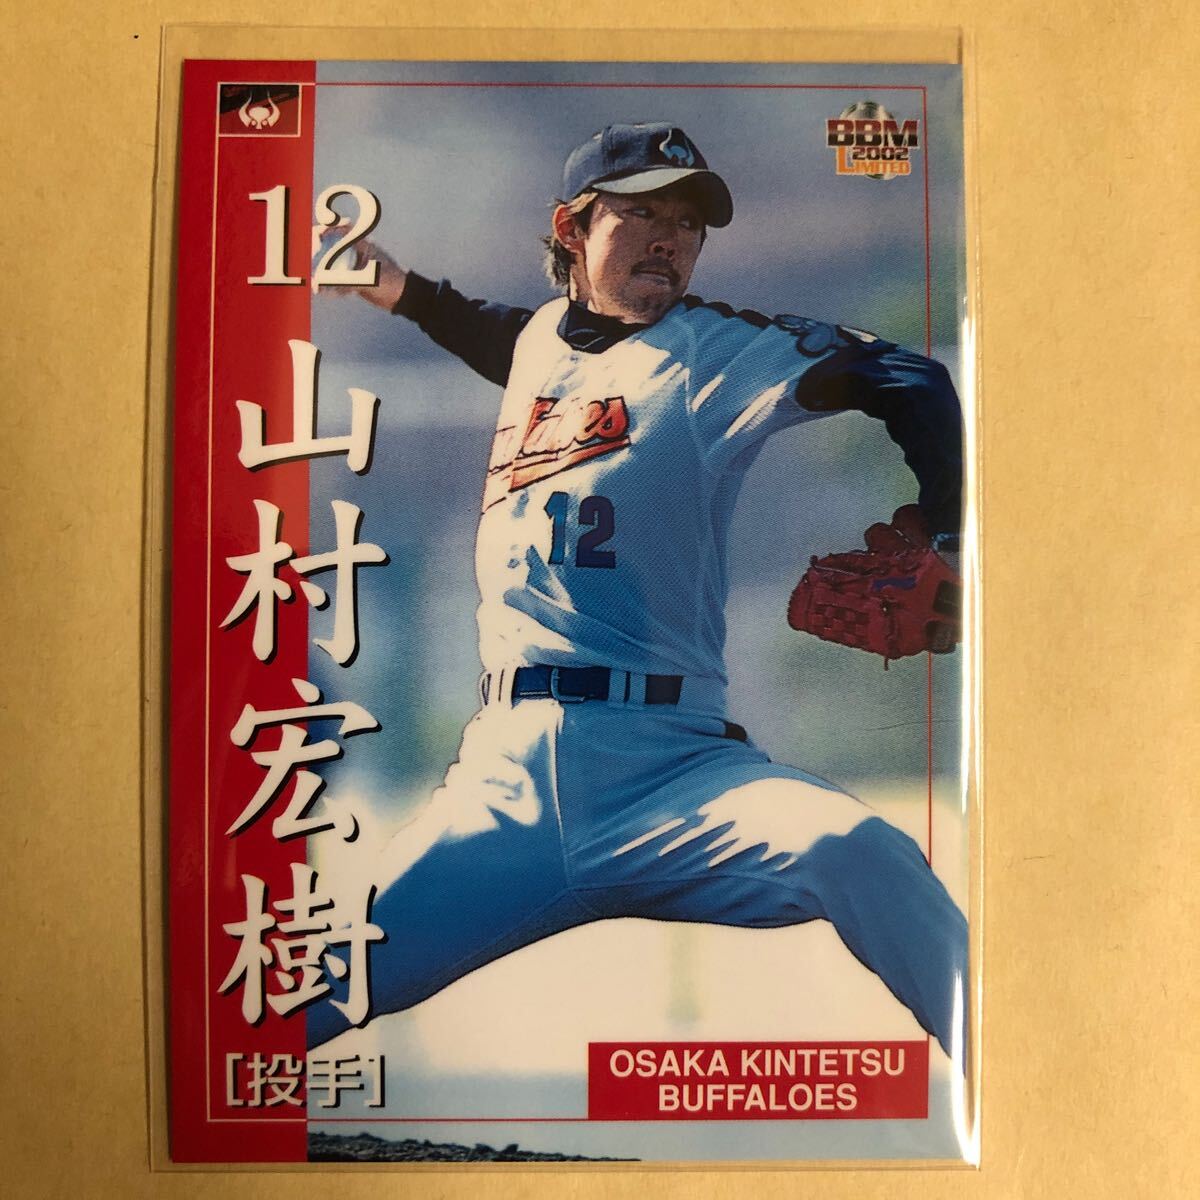 BBM
2002
LIMITED
12
山村宏樹
[投手]
12
OSAKA KINTETSU
BUFFALOES